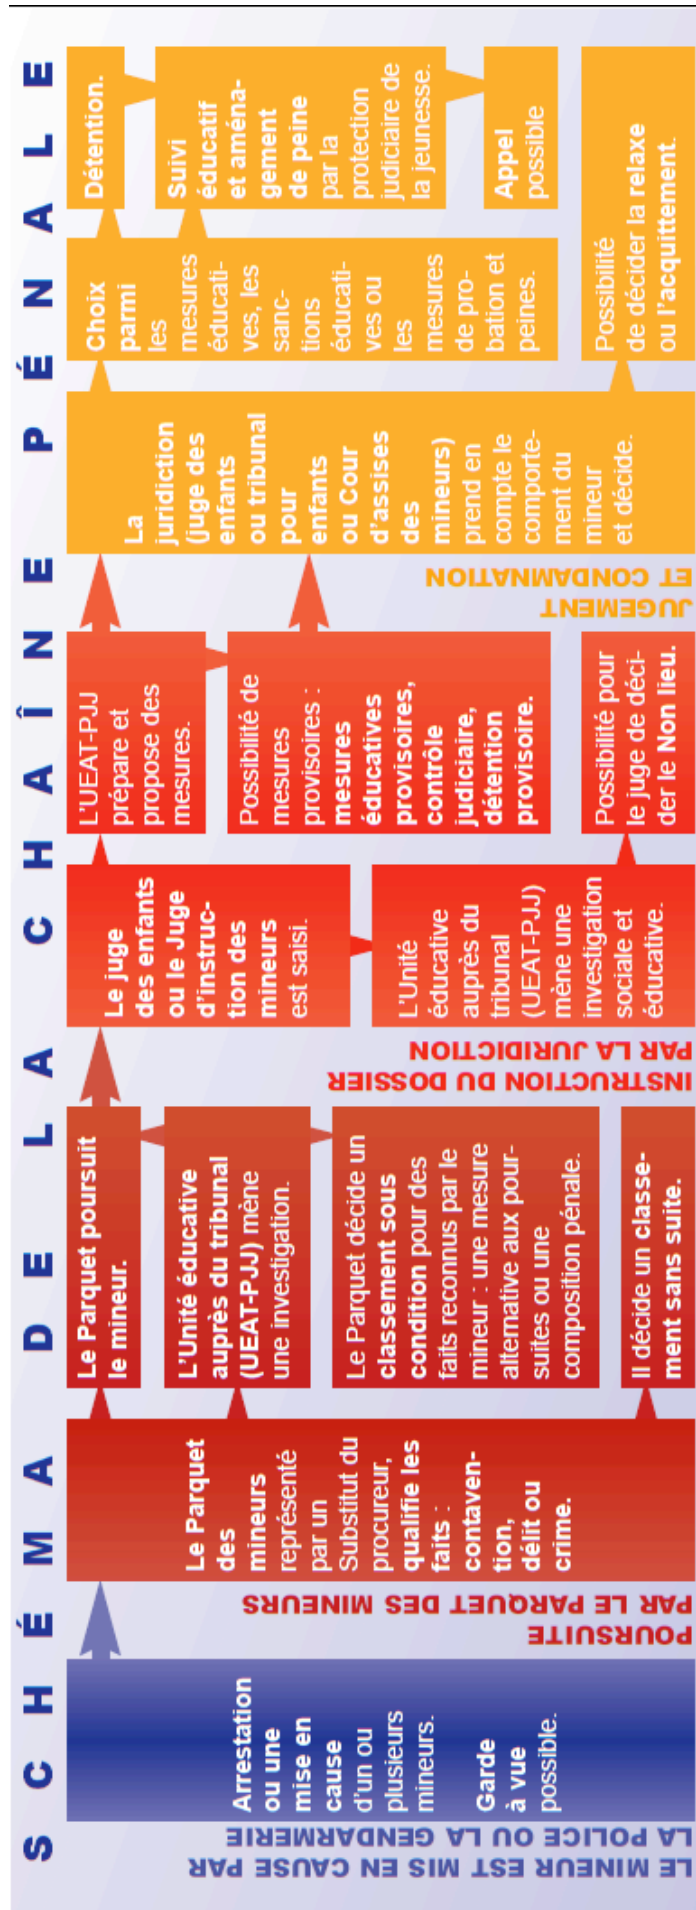 SCHÉMA DE LA CHAÎNE PÉNALE
LE MINEUR EST MIS EN CAUSE PAR
LA POLICE OU LA GENDARMERIE
Arrestation
ou une
mise en
cause
d'un ou
plusieurs
mineurs.
Garde
à vue
possible.
POURSUITE
PAR LE PARQUET DES MINEURS
Le Parquet
des
mineurs
représenté
par un
Substitut du
procureur,
qualifie les
faits :
contaven-
tion,
délit ou
crime.
Le Parquet poursuit
le mineur.
L'Unité éducative
auprès du tribunal
(UEAT-PJJ) mène
une investigation.
Le Parquet décide un
classement sous
condition pour des
faits reconnus par le
mineur : une mesure
alternative aux pour-
suites ou une
composition pénale.
Il décide un classe-
ment sans suite.
INSTRUCTION DU DOSSIER
PAR LA JURIDICTION
Le juge
des enfants
ou le Juge
d'instruc-
tion des
mineurs
est saisi.
L'Unité
éducative
auprès du
tribunal
(UEAT-PJJ)
mène une
investigation
sociale et
éducative.
L'UEAT-PJJ
prépare et
propose des
mesures.
Possibilité de
mesures
provisoires :
mesures
éducatives
provisoires,
contrôle
judiciaire,
détention
provisoire.
Possibilité pour
le juge de déci-
der le Non lieu.
JUGEMENT
ET CONDAMNATION
La
juridiction
(juge des
enfants
ou tribunal
pour
enfants
ou Cour
d'assises
des
mineurs)
prend en
compte le
comporte-
ment du
mineur
et décide.
Choix
parmi
les
mesures
éducati-
ves, les
sanc-
tions
éducati-
ves ou
les
mesures
de pro-
bation et
peines.
Détention.
Suivi
éducatif
et aména-
gement
de peine
par la
protection
judiciaire de
la jeunesse.
Appel
possible
Possibilité
de décider la relaxe
ou l'acquittement.